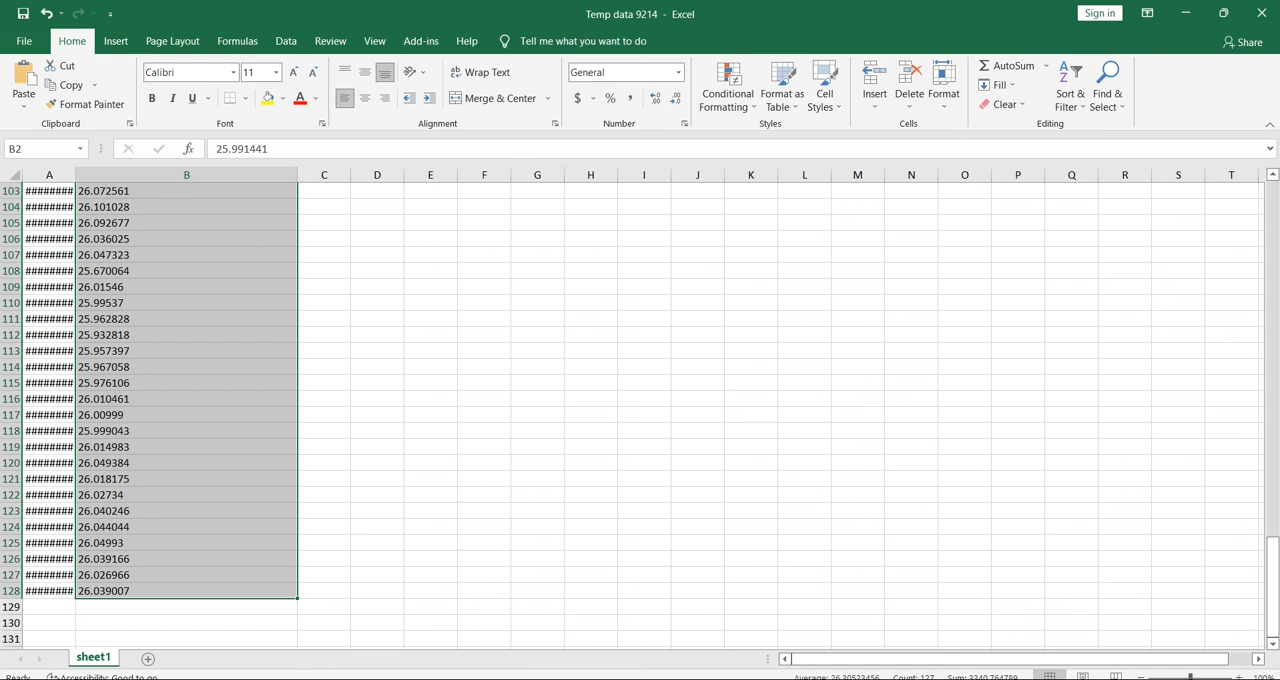 Temp data 9214 - Excel
Sign in
File Home Insert Page Layout Formulas Data Review View Add-ins Help Tell me what you want to do Share
Paste Cut Copy Format Painter
Calibri 11
B I U A
Wrap Text
Merge & Center
General
$ % ,
Conditional Formatting
Format as Table
Cell Styles
Insert Delete Format
AutoSum
Fill
Clear
Sort & Filter
Find & Select
Clipboard Font Alignment Number Styles Cells Editing
B2 fx 25.991441
A B C D E F G H I J K L M N O P Q R S T
103 ######## 26.072561
104 ######## 26.101028
105 ######## 26.092677
106 ######## 26.036025
107 ######## 26.047323
108 ######## 25.670064
109 ######## 26.01546
110 ######## 25.99537
111 ######## 25.962828
112 ######## 25.932818
113 ######## 25.957397
114 ######## 25.967058
115 ######## 25.976106
116 ######## 26.010461
117 ######## 26.00999
118 ######## 25.999043
119 ######## 26.014983
120 ######## 26.049384
121 ######## 26.018175
122 ######## 26.02734
123 ######## 26.040246
124 ######## 26.044044
125 ######## 26.04993
126 ######## 26.039166
127 ######## 26.026966
128 ######## 26.039007
129
130
131
sheet1
Ready Accessibility: Good to go Average: 26.30523456 Count: 127 Sum: 3340.764789 100%